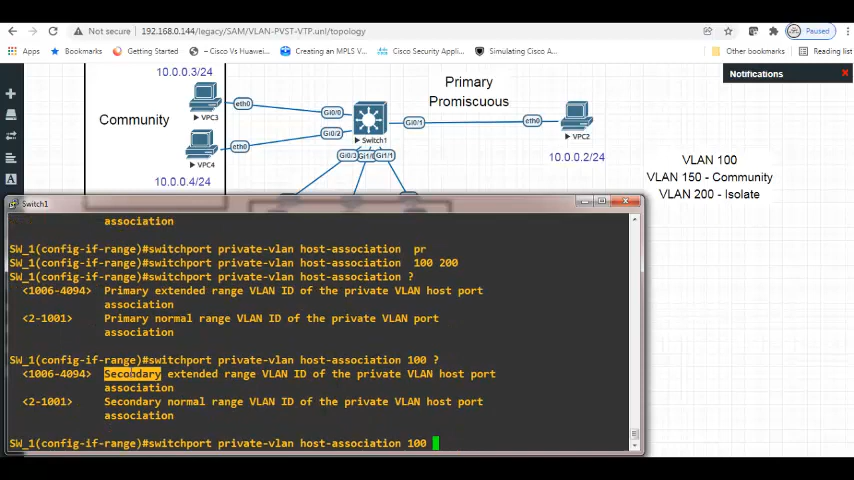 Not secure | 192.168.0.144/legacy/SAM/VLAN-PVST-VTP.unl/topology
Paused
Apps
Bookmarks
Getting Started
– Cisco Vs Huawei...
Creating an MPLS V...
Cisco Security Appl...
Simulating Cisco A...
Other bookmarks
Reading list
Notifications
10.0.0.3/24
eth0
VPC3
Community
eth0
VPC4
10.0.0.4/24
Gi0/0
Gi0/2
Switch1
Gi0/1
Gi0/3
Gi1/1
Primary
Promiscuous
eth0
VPC2
10.0.0.2/24
VLAN 100
VLAN 150 - Community
VLAN 200 - Isolate
Switch1
association
SW_1(config-if-range)#switchport private-vlan host-association  pr
SW_1(config-if-range)#switchport private-vlan host-association  100 200
SW_1(config-if-range)#switchport private-vlan host-association ?
<1006-4094>  Primary extended range VLAN ID of the private VLAN host port
association
<2-1001>     Primary normal range VLAN ID of the private VLAN port
association
SW_1(config-if-range)#switchport private-vlan host-association 100 ?
<1006-4094>  Secondary extended range VLAN ID of the private VLAN host port
association
<2-1001>     Secondary normal range VLAN ID of the private VLAN host port
association
SW_1(config-if-range)#switchport private-vlan host-association 100